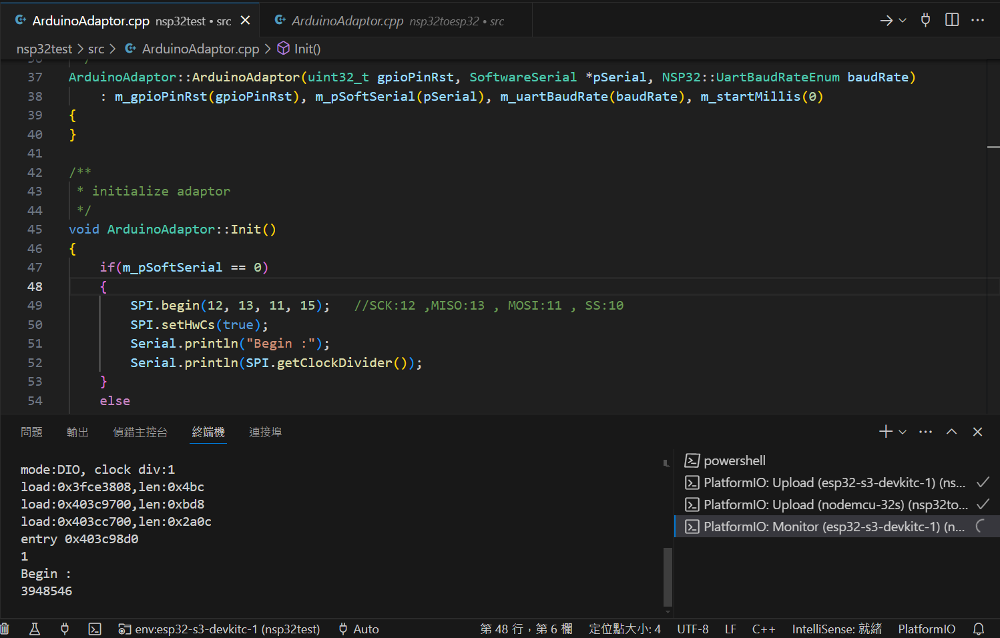 ArduinoAdaptor.cpp nsp32test • src
ArduinoAdaptor.cpp nsp32toesp32 • src
nsp32test > src > ArduinoAdaptor.cpp > Init()
36 */
37 ArduinoAdaptor::ArduinoAdaptor(uint32_t gpioPinRst, SoftwareSerial *pSerial, NSP32::UartBaudRateEnum baudRate)
38 : m_gpioPinRst(gpioPinRst), m_pSoftSerial(pSerial), m_uartBaudRate(baudRate), m_startMillis(0)
39 {
40 }
41
42 /**
43 * initialize adaptor
44 */
45 void ArduinoAdaptor::Init()
46 {
47 if(m_pSoftSerial == 0)
48 {
49 SPI.begin(12, 13, 11, 15); //SCK:12 ,MISO:13 , MOSI:11 , SS:10
50 SPI.setHwCs(true);
51 Serial.println("Begin :");
52 Serial.println(SPI.getClockDivider());
53 }
54 else
問題 輸出 偵錯主控台 終端機 連接埠
mode:DIO, clock div:1
load:0x3fce3808,len:0x4bc
load:0x403c9700,len:0xbd8
load:0x403cc700,len:0x2a0c
entry 0x403c98d0
1
Begin :
3948546
powershell
PlatformIO: Upload (esp32-s3-devkitc-1) (ns...
PlatformIO: Upload (nodemcu-32s) (nsp32to...
PlatformIO: Monitor (esp32-s3-devkitc-1) (n...
env:esp32-s3-devkitc-1 (nsp32test) Auto 第 48 行，第 6 欄 定位點大小: 4 UTF-8 LF C++ IntelliSense: 就緒 PlatformIO